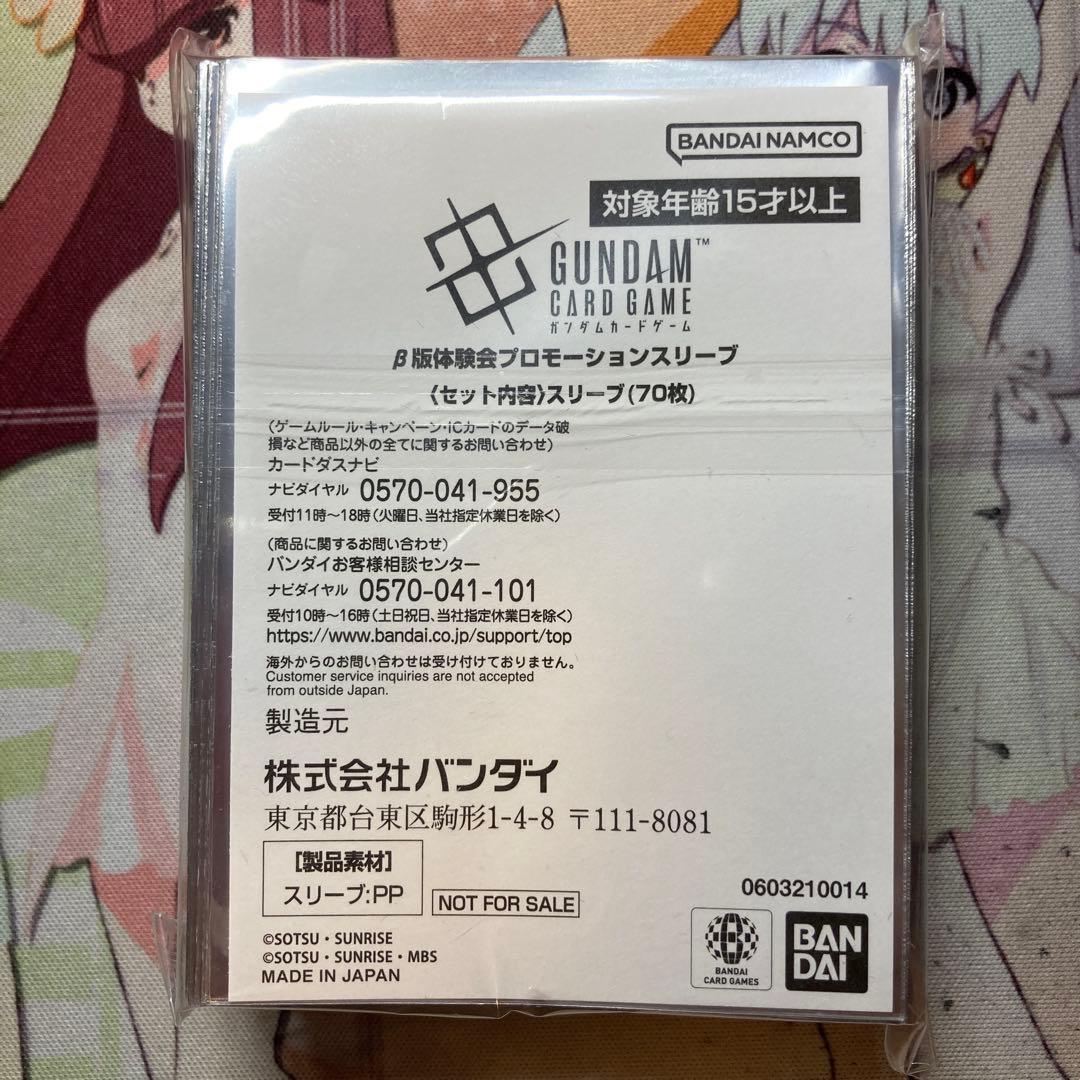 BANDAI NAMCO
対象年齢15才以上
GUNDAM™
CARD GAME
ガンダムカードゲーム
β版体験会プロモーションスリーブ
〈セット内容〉スリーブ(70枚)
(ゲームルール・キャンペーン・ICカードのデータ破
損など商品以外の全てに関するお問い合わせ)
カードダスナビ
ナビダイヤル 0570-041-955
受付11時～18時(火曜日、当社指定休業日を除く)
(商品に関するお問い合わせ)
バンダイお客様相談センター
ナビダイヤル 0570-041-101
受付10時～16時(土日祝日、当社指定休業日を除く)
https://www.bandai.co.jp/support/top
海外からのお問い合わせは受け付けておりません。
Customer service inquiries are not accepted
from outside Japan.
製造元
株式会社バンダイ
東京都台東区駒形1-4-8 〒111-8081
[製品素材]
スリーブ:PP
NOT FOR SALE
0603210014
©SOTSU・SUNRISE
©SOTSU・SUNRISE・MBS
MADE IN JAPAN
BANDAI
CARD GAMES
BAN
DAI